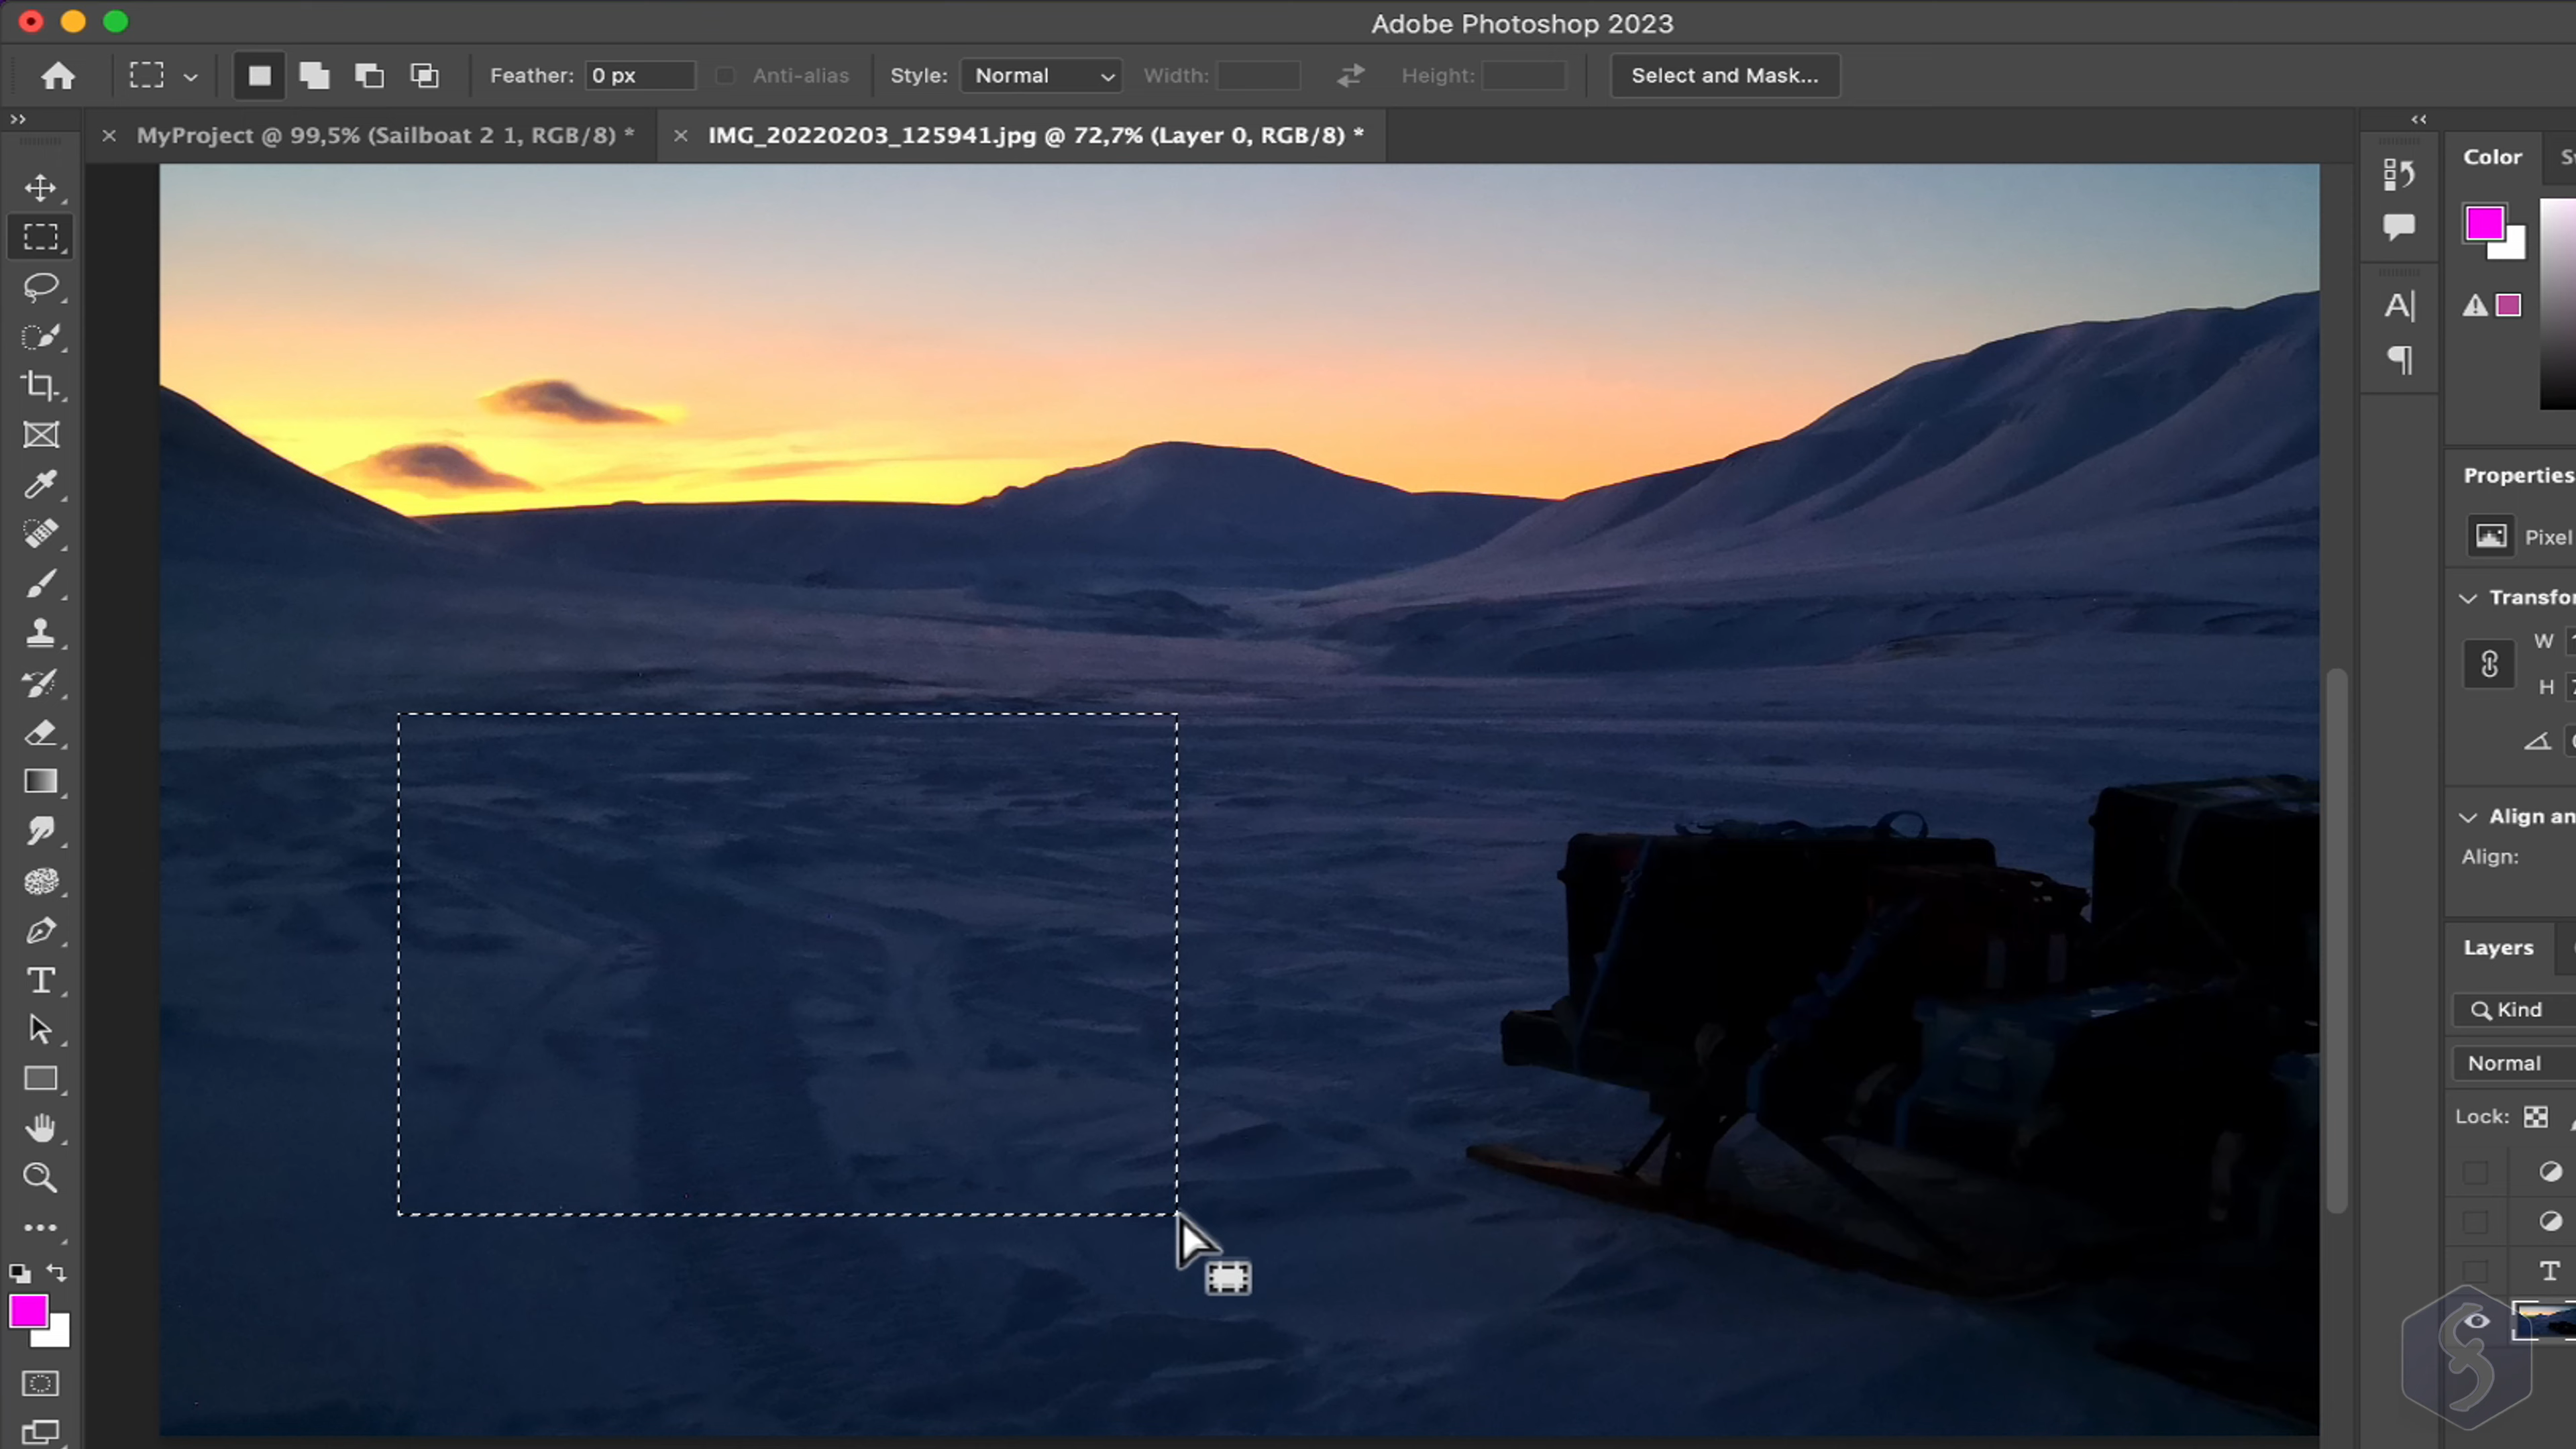 Adobe Photoshop 2023
Feather: 0 px Anti-alias Style: Normal Width: Height: Select and Mask...
MyProject @ 99,5% (Sailboat 2 1, RGB/8) * IMG_20220203_125941.jpg @ 72,7% (Layer 0, RGB/8) *
Color
Properties
Pixel
Transfor
W
H
Align an
Align:
Layers
Kind
Normal
Lock: